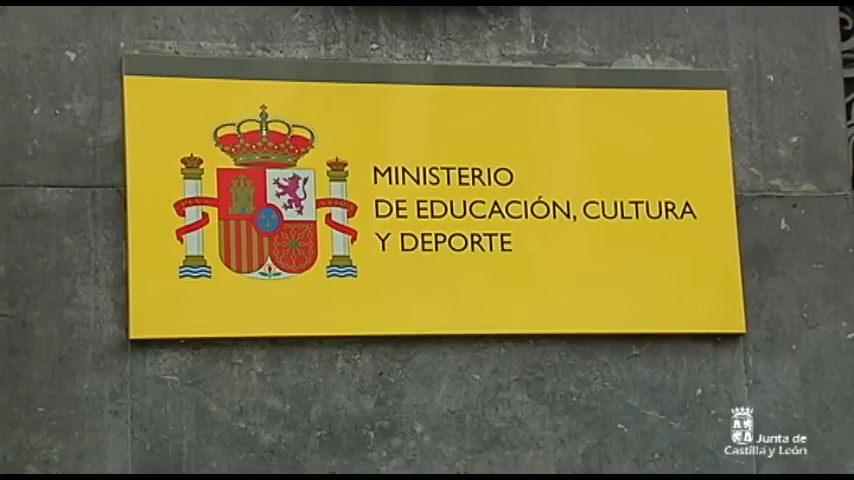 MINISTERIO
DE EDUCACIÓN, CULTURA
Y DEPORTE
Junta de
Castilla y León